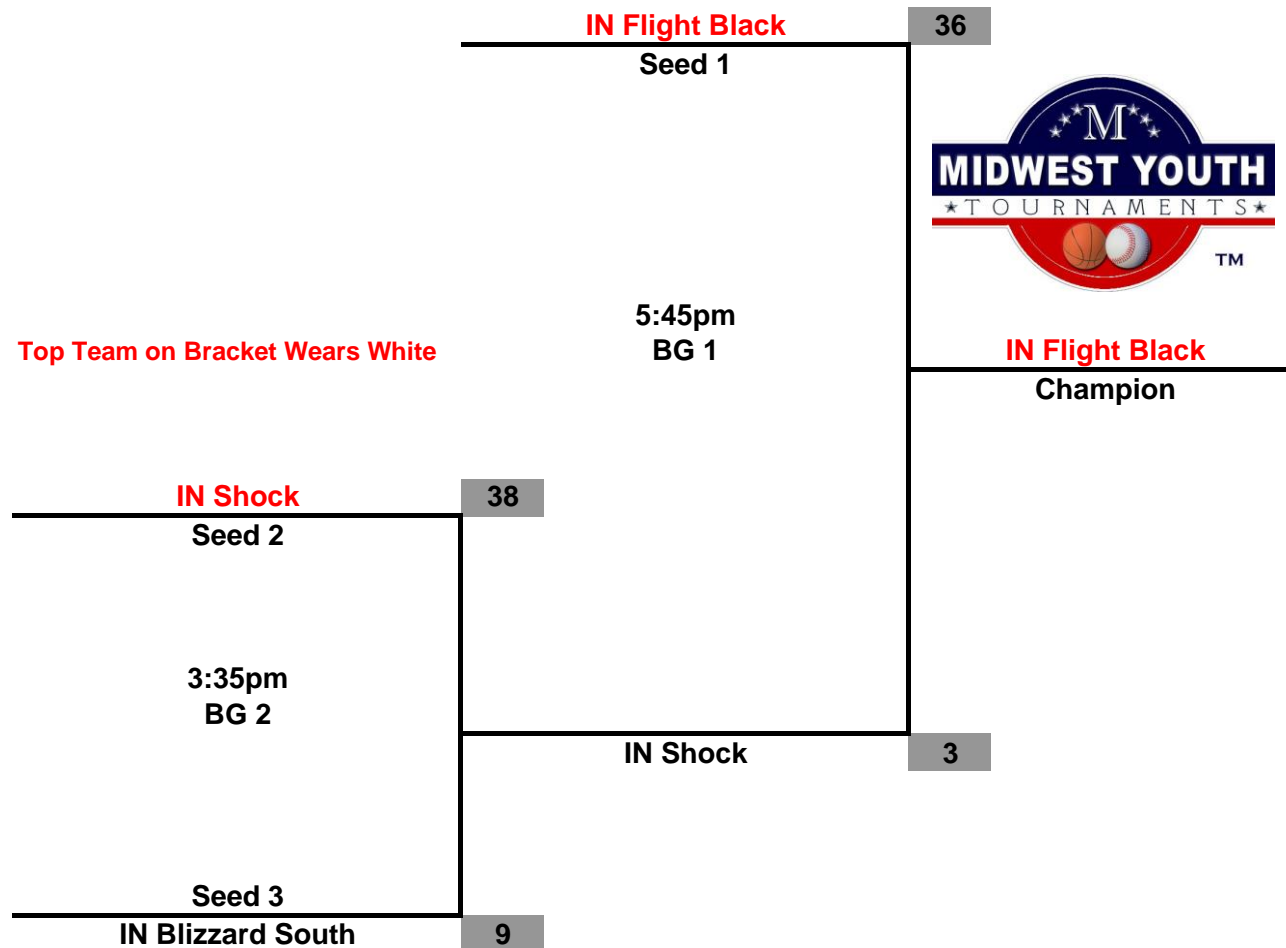 IN Flight Black 36
Seed 1
M
MIDWEST YOUTH
TOURNAMENTS
TM
5:45pm
Top Team on Bracket Wears White BG 1 IN Flight Black
Champion
IN Shock 38
Seed 2
3:35pm
BG 2
IN Shock 3
Seed 3
IN Blizzard South 9